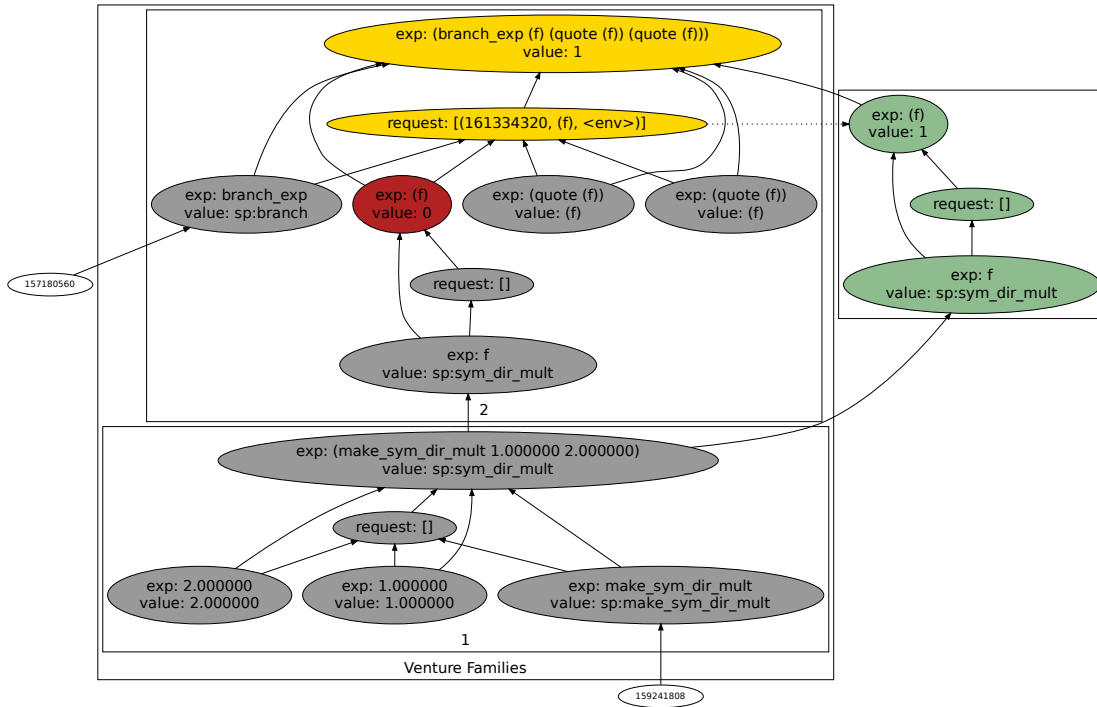 exp: (branch_exp (f) (quote (f)) (quote (f)))
value: 1
request: [(161334320, (f), <env>)]
exp: (f)
value: 1
exp: branch_exp
value: sp:branch
exp: (f)
value: 0
exp: (quote (f))
value: (f)
exp: (quote (f))
value: (f)
request: []
157180560
request: []
exp: f
value: sp:sym_dir_mult
exp: f
value: sp:sym_dir_mult
2
exp: (make_sym_dir_mult 1.000000 2.000000)
value: sp:sym_dir_mult
request: []
exp: 2.000000
value: 2.000000
exp: 1.000000
value: 1.000000
exp: make_sym_dir_mult
value: sp:make_sym_dir_mult
1
Venture Families
159241808